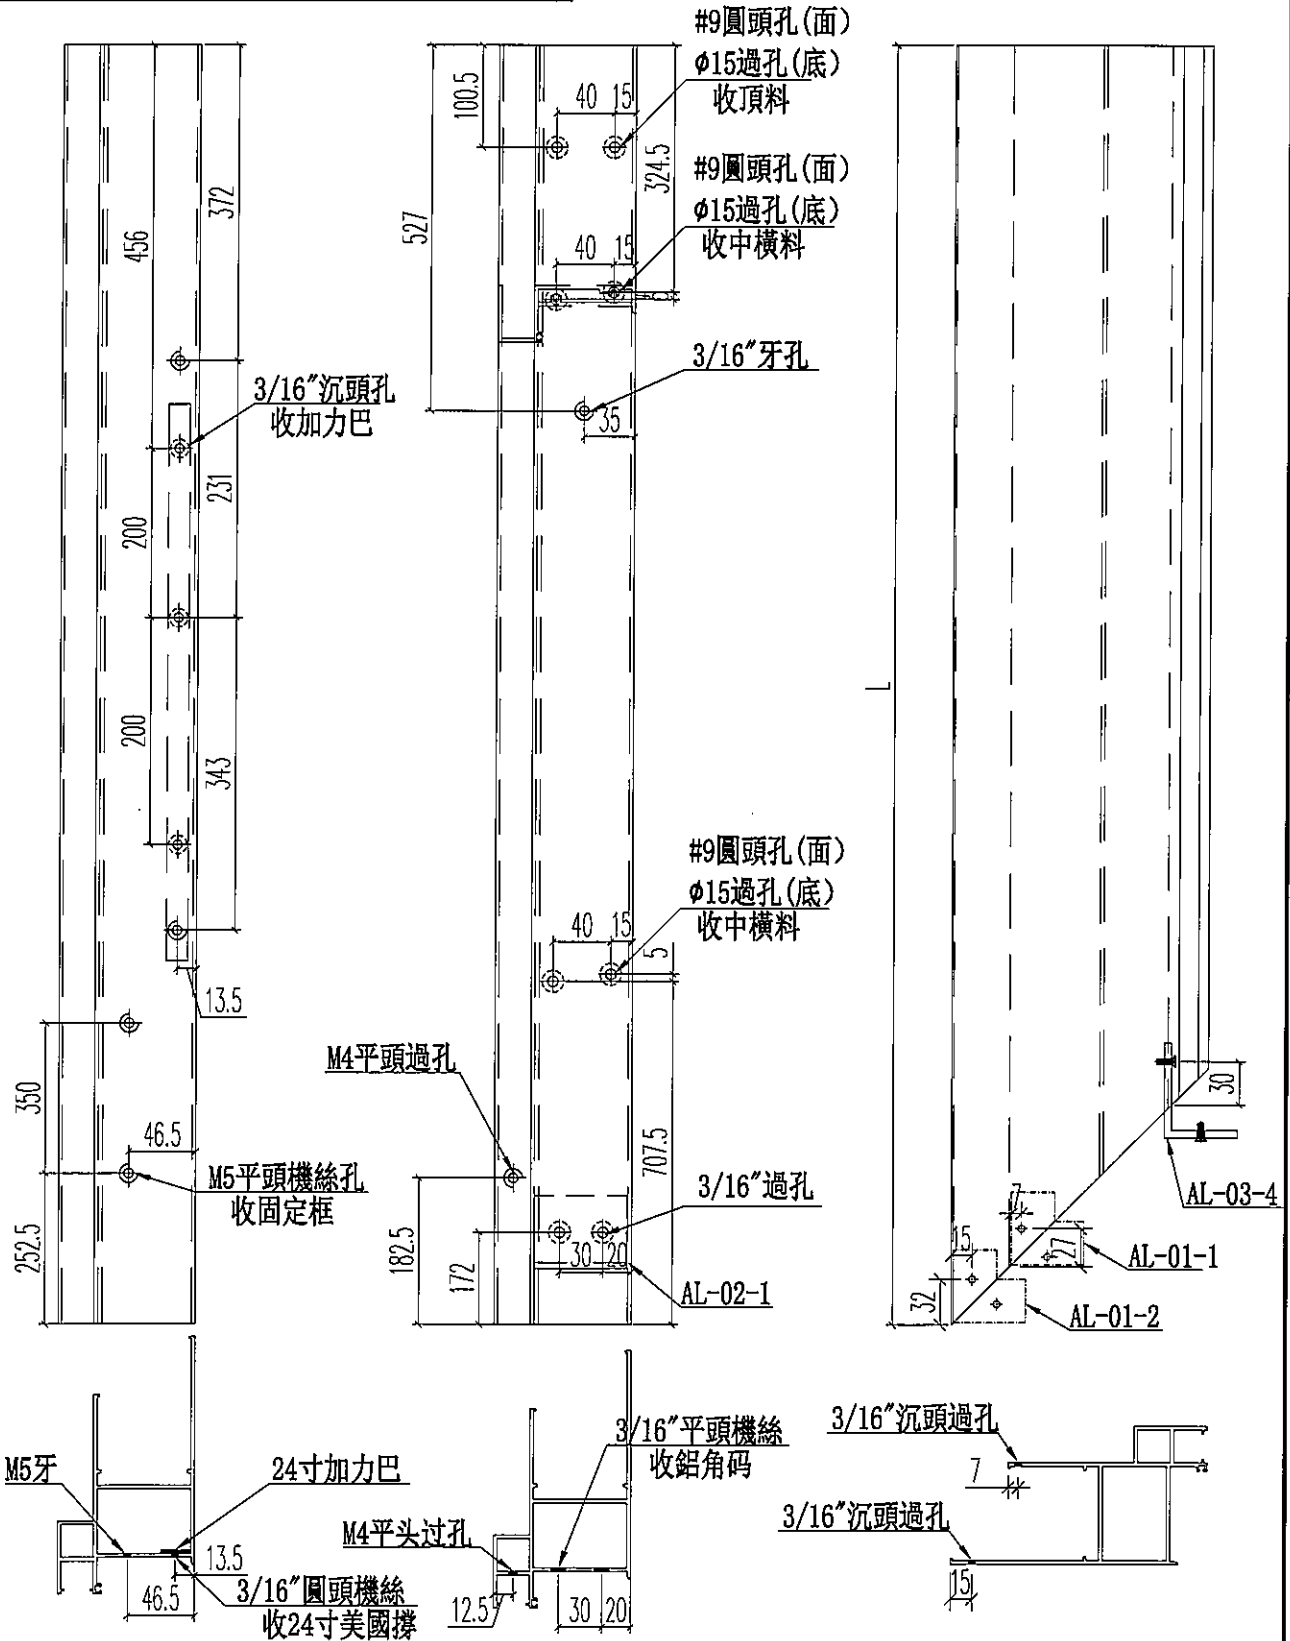 #9圓頭孔(面)
ϕ15過孔(底)
收頂料
100.5
40
15
324.5
#9圓頭孔(面)
ϕ15過孔(底)
收中橫料
40
15
372
456
527
3/16"沉頭孔
收加力巴
3/16"牙孔
35
231
200
200
343
L
#9圓頭孔(面)
ϕ15過孔(底)
收中橫料
40
15
5
13.5
M4平頭過孔
350
46.5
M5平頭機絲孔
收固定框
252.5
182.5
172
707.5
3/16"過孔
30
20
AL-02-1
30
AL-03-4
7
15
27
AL-01-1
32
AL-01-2
M5牙
24寸加力巴
13.5
46.5
3/16"圓頭機絲
收24寸美國撐
3/16"平頭機絲
收鋁角码
M4平头过孔
12.5
30
20
3/16"沉頭過孔
7
3/16"沉頭過孔
15